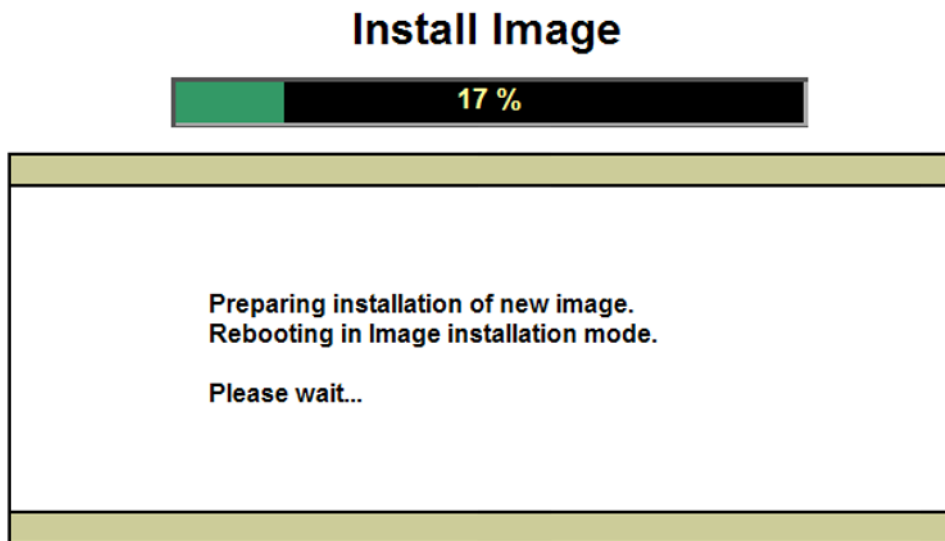 Install Image
17 %
Preparing installation of new image.
Rebooting in Image installation mode.
Please wait...